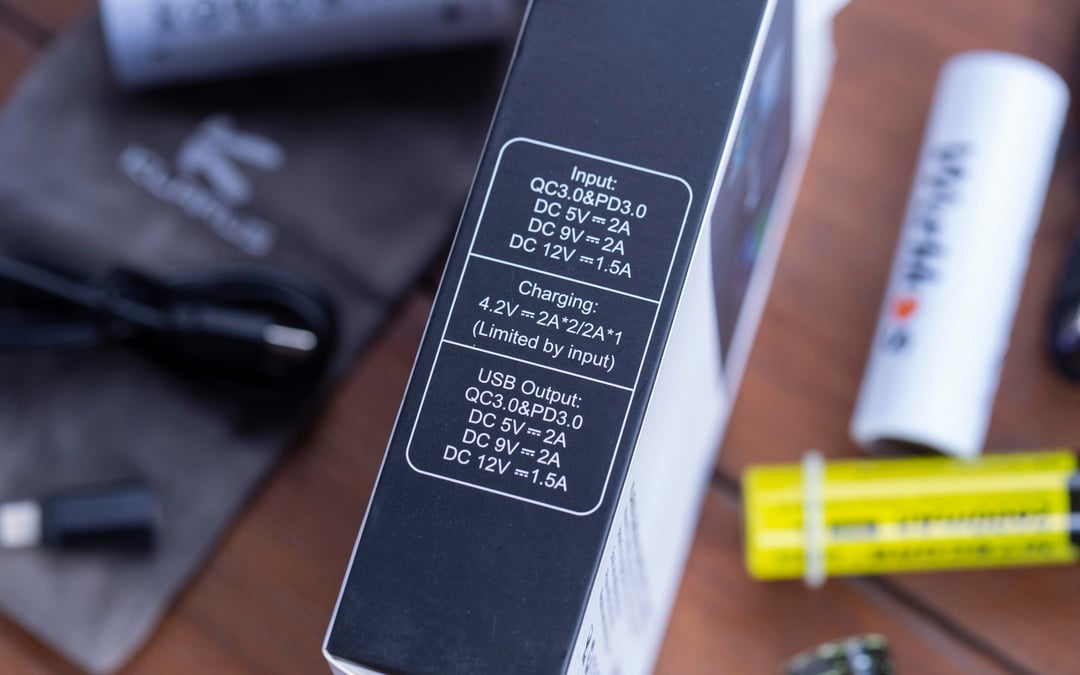 Input:
QC3.0&PD3.0
DC 5V⎓2A
DC 9V⎓2A
DC 12V⎓1.5A
Charging:
4.2V⎓2A*2/2A*1
(Limited by input)
USB Output:
QC3.0&PD3.0
DC 5V⎓2A
DC 9V⎓2A
DC 12V⎓1.5A